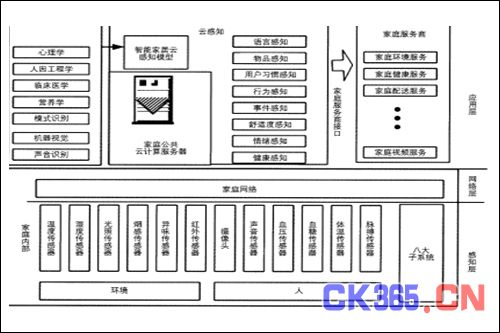 云感知
家庭服务商
心理学
人因工程学
临床医学
营养学
模式识别
机器视觉
声音识别
智能家居云
感知模型
家庭公共
云计算服务器
语言感知
物品感知
用户习惯感知
行为感知
事件感知
舒适度感知
情绪感知
健康感知
家庭服务商接口
家庭环境服务
家庭健康服务
家庭配送服务
家庭视频服务
应用层
家庭网络
网络层
家庭内部
温度传感器
湿度传感器
光照传感器
烟感传感器
异味传感器
红外传感器
摄像头
声音传感器
血压传感器
血糖传感器
体温传感器
脉搏传感器
八大
子系统
感知层
环境
人
CK365.CN